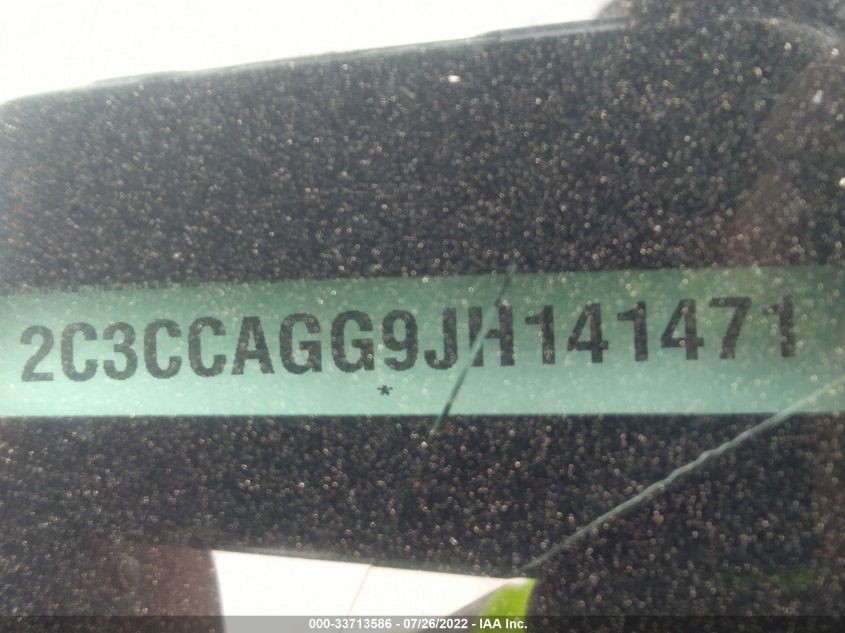 2C3CCAGG9JH141471
*
000-33713586 - 07/26/2022 - IAA Inc.